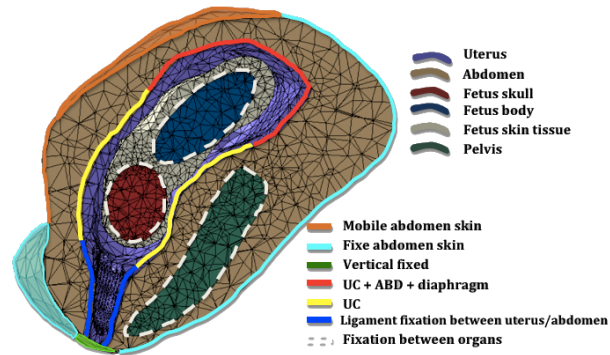 Uterus
Abdomen
Fetus skull
Fetus body
Fetus skin tissue
Pelvis
Mobile abdomen skin
Fixe abdomen skin
Vertical fixed
UC + ABD + diaphragm
UC
Ligament fixation between uterus/abdomen
Fixation between organs